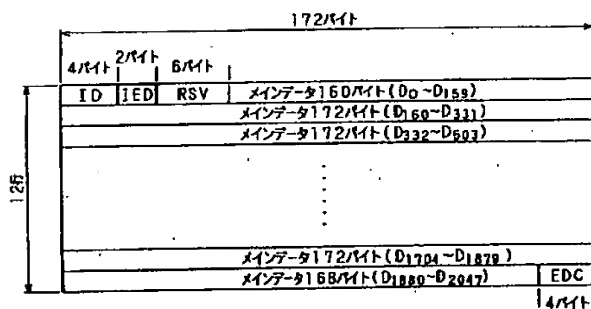 172バイト
4バイト 2バイト 6バイト
ID IED RSV メインデータ160バイト(D0~D159)
メインデータ172バイト(D160~D331)
メインデータ172バイト(D332~D503)
12行
メインデータ172バイト(D1704~D1879)
メインデータ168バイト(D1880~D2047) EDC
4バイト